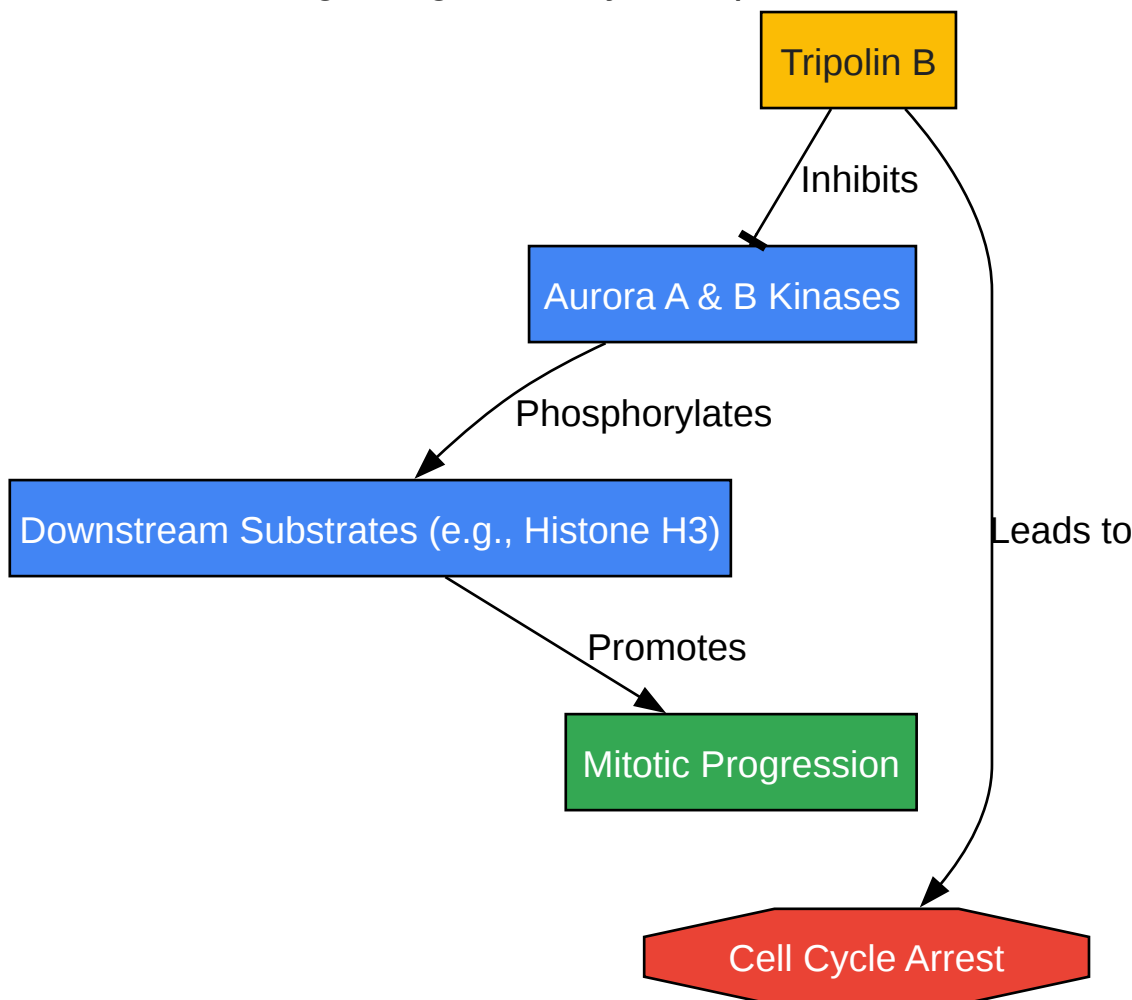 Tripolin B
Inhibits
Aurora A & B Kinases
Phosphorylates
Downstream Substrates (e.g., Histone H3)
Leads to
Promotes
Mitotic Progression
Cell Cycle Arrest